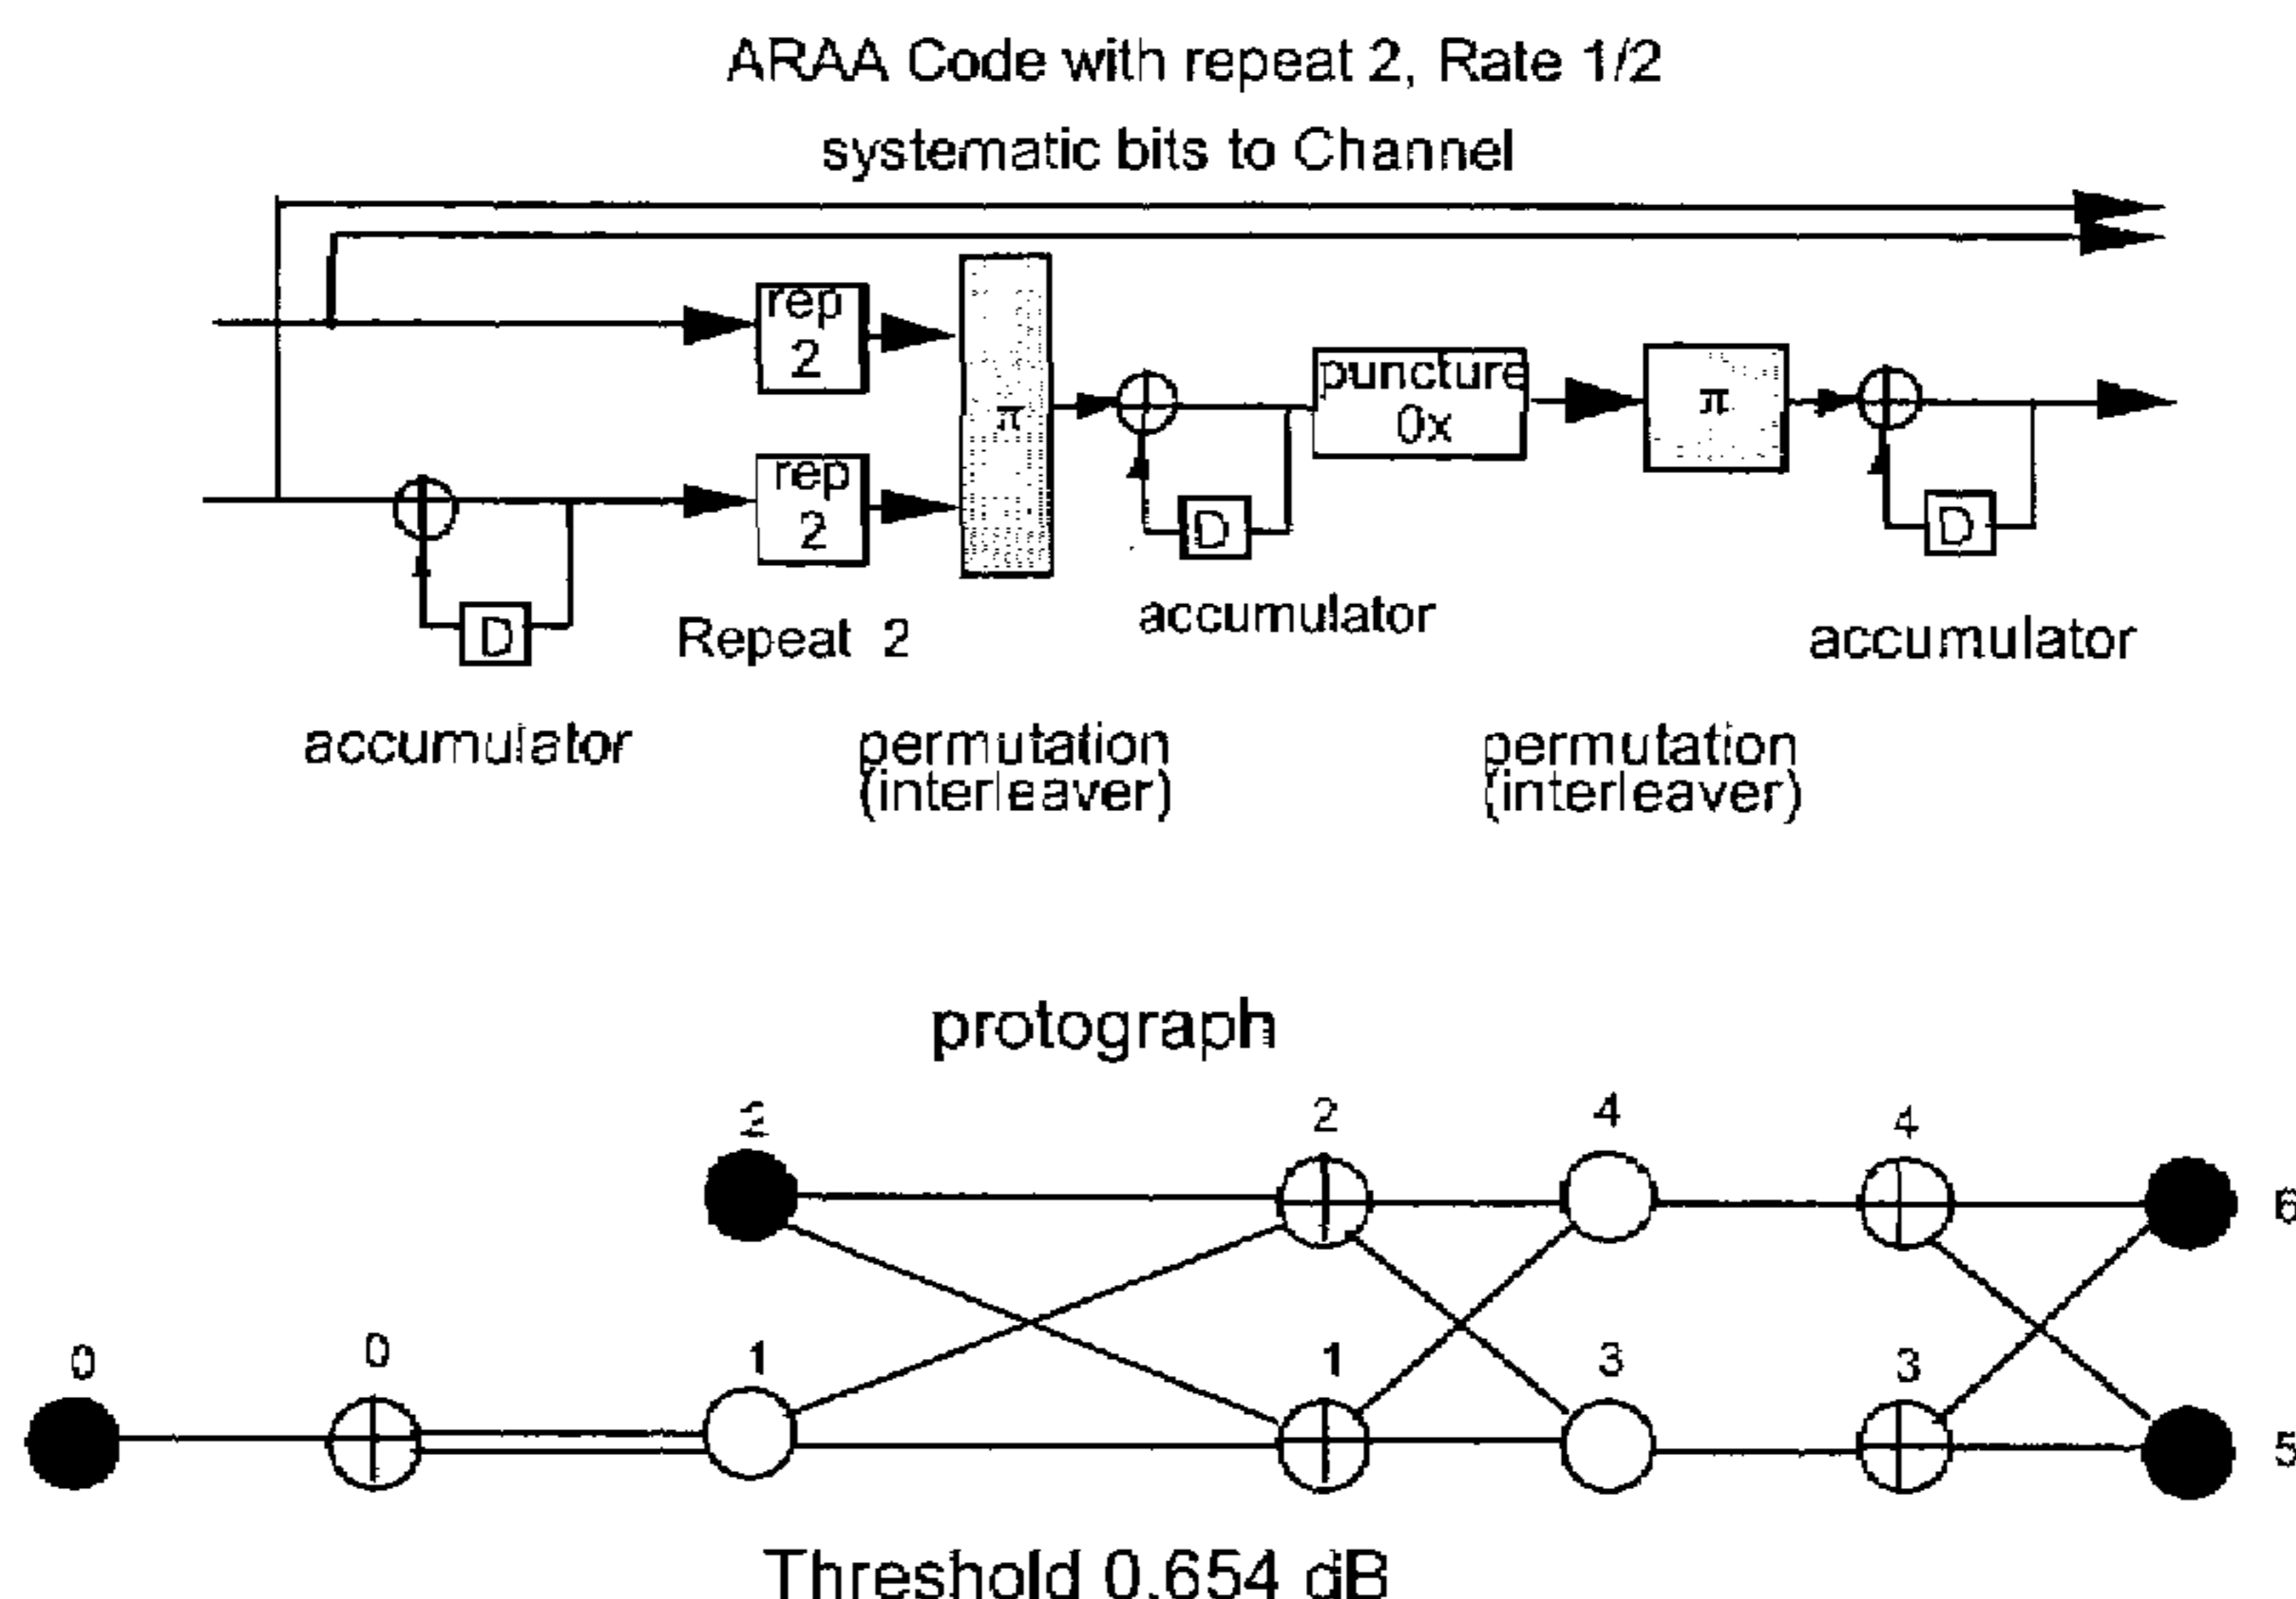 ARAA Code with repeat 2, Rate 1/2
systematic bits to Channel
rep
2
π
puncture
0x
π
rep
2
D
D
D
accumulator
Repeat 2
accumulator
accumulator
permutation
(interleaver)
permutation
(interleaver)
protograph
2
2
4
4
6
0
0
1
1
3
3
5
Threshold 0.654 dB